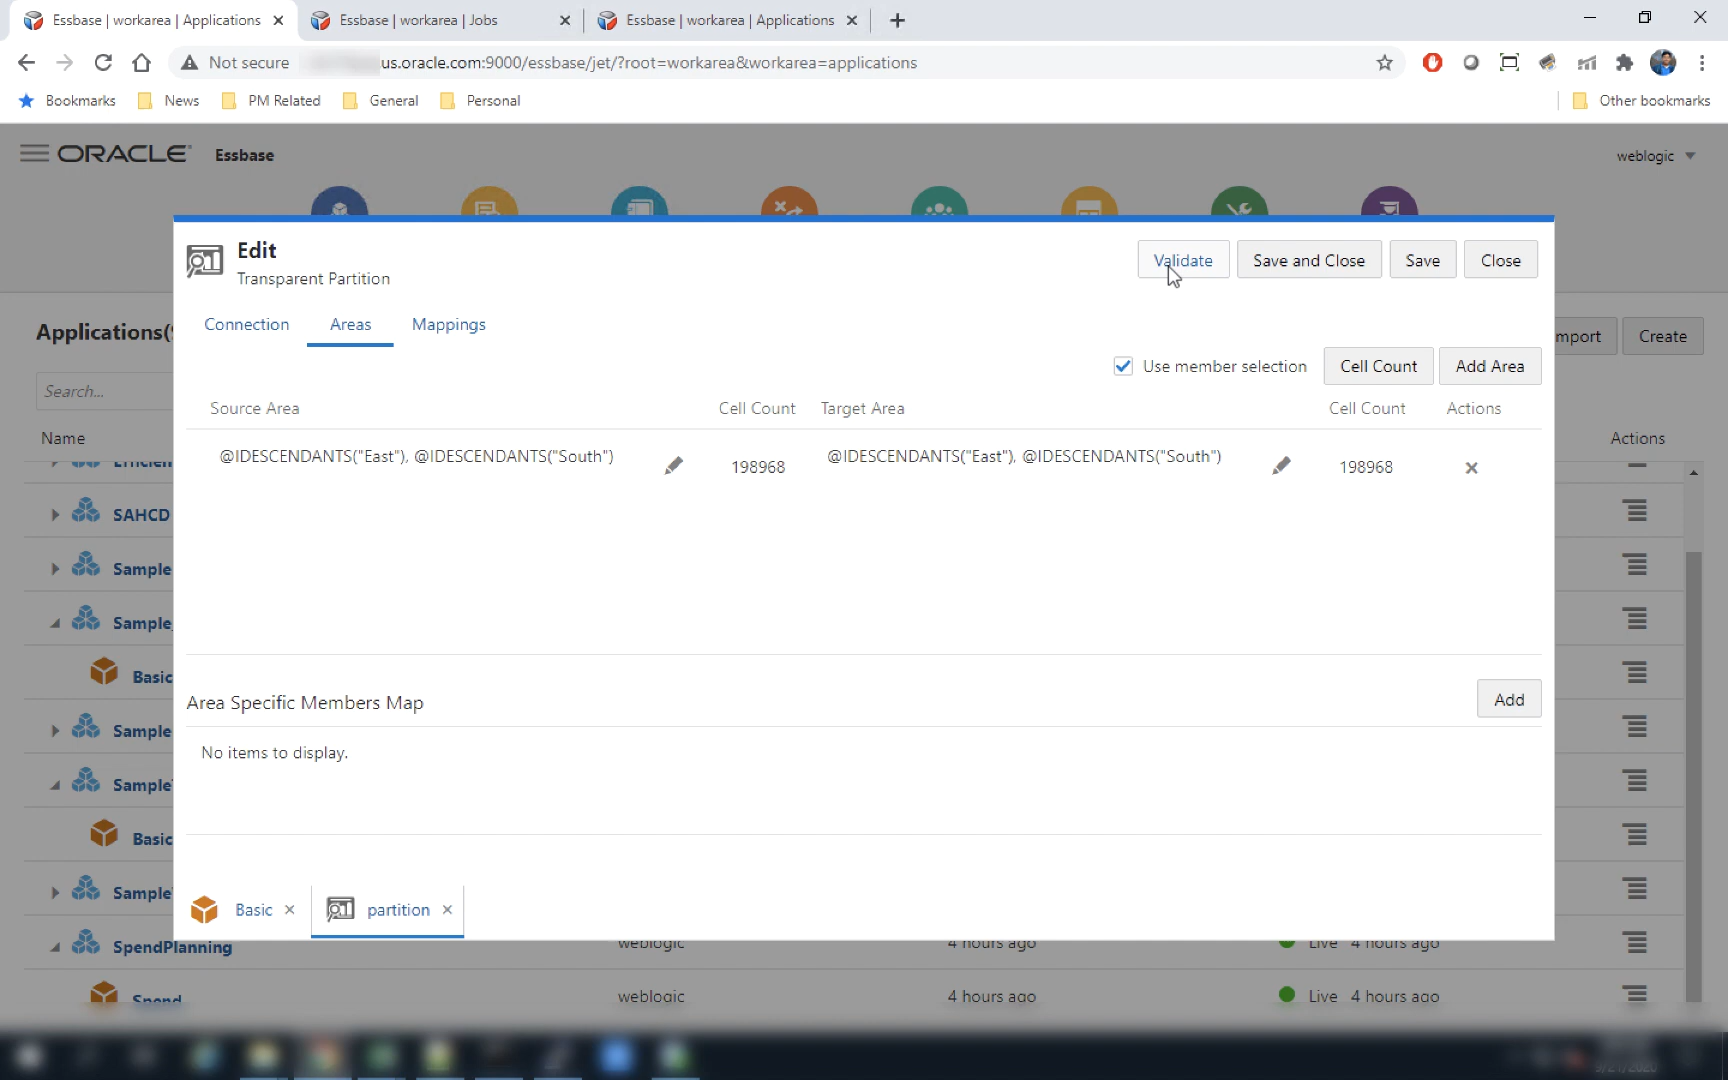 Essbase | workarea | Applications
Essbase | workarea | Jobs
Essbase | workarea | Applications
Not secure
us.oracle.com:9000/essbase/jet/?root=workarea&workarea=applications
Bookmarks
News
PM Related
General
Personal
Other bookmarks
ORACLE
Essbase
weblogic
Edit
Transparent Partition
Validate
Save and Close
Save
Close
Connection
Areas
Mappings
Applications(
mport
Create
Use member selection
Cell Count
Add Area
Search...
Source Area
Cell Count
Target Area
Cell Count
Actions
Name
Actions
@IDESCENDANTS("East"), @IDESCENDANTS("South")
198968
@IDESCENDANTS("East"), @IDESCENDANTS("South")
198968
SAHCD
Sample
Sample_
Basic
Area Specific Members Map
Add
Sample
No items to display.
Sample
Basic
Sample
Basic
partition
SpendPlanning
weblogic
4 hours ago
Live 4 hours ago
Spend
weblogic
4 hours ago
Live 4 hours ago